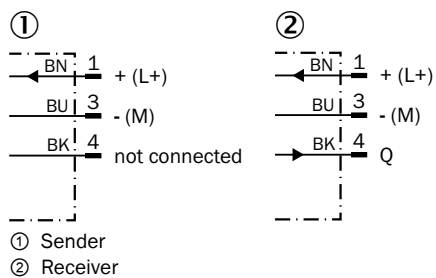 ① ②
BN 1 + (L+) BN 1 + (L+)
BU 3 - (M) BU 3 - (M)
BK 4 not connected BK 4 Q
① Sender
② Receiver